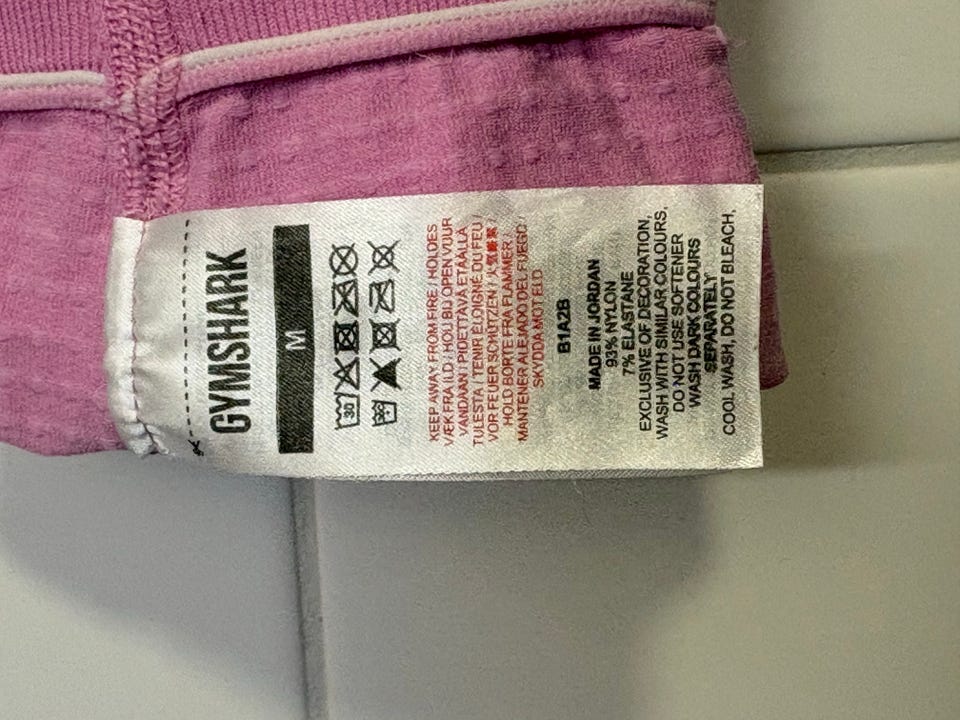 GYMSHARK
M
30
KEEP AWAY FROM FIRE / HOLDES
VÆK FRA ILD / HOU BIJ OPEN VUUR
VANDAAN / PIDETTÄVÄ ETÄÄLLÄ
TULESTA / TENIR ÉLOIGNÉ DU FEU /
VOR FEUER SCHÜTZEN /
HOLD BORTE FRA FLAMMER /
MANTENER ALEJADO DEL FUEGO /
SKYDDA MOT ELD
B1A2B
MADE IN JORDAN
93% NYLON
7% ELASTANE
EXCLUSIVE OF DECORATION,
WASH WITH SIMILAR COLOURS,
DO NOT USE SOFTENER
WASH DARK COLOURS
SEPARATELY
COOL WASH, DO NOT BLEACH,